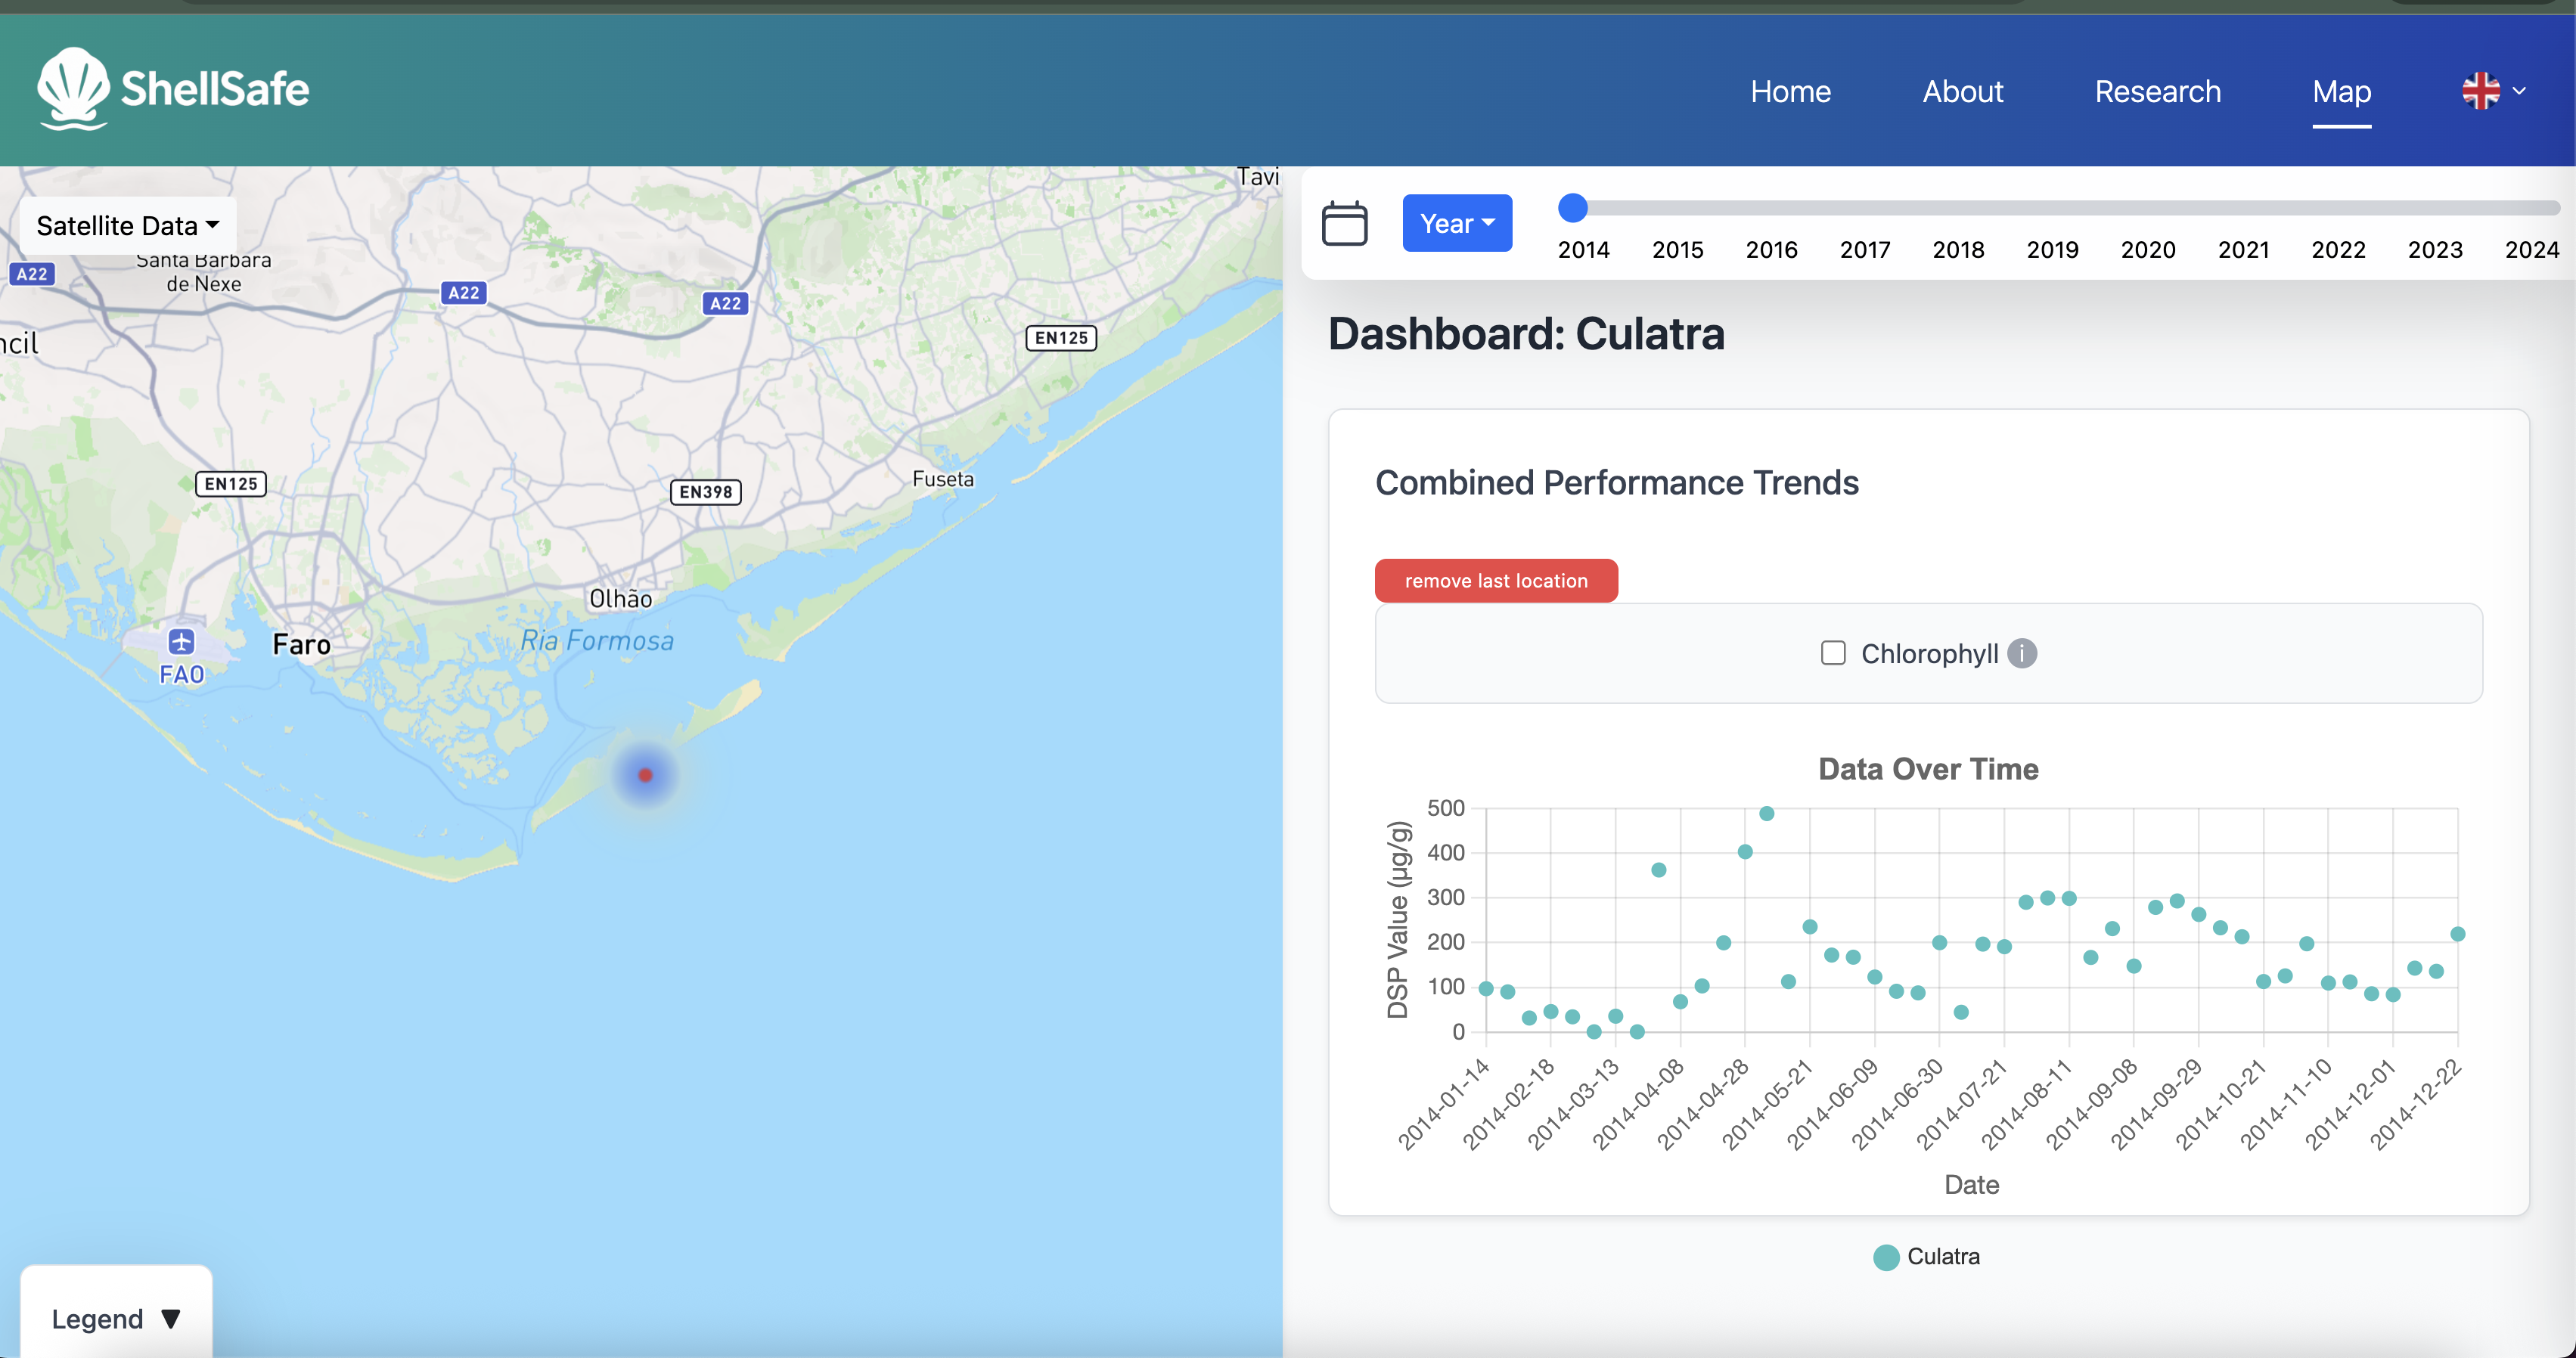 ShellSafe
Home
About
Research
Map
Satellite Data
Tavi
Santa Barbara
de Nexe
A22
A22
A22
ncil
EN125
EN125
EN398
Fuseta
Olhão
Ria Formosa
Faro
FAO
Legend ▼
Year
2014 2015 2016 2017 2018 2019 2020 2021 2022 2023 2024
Dashboard: Culatra
Combined Performance Trends
remove last location
Chlorophyll i
Data Over Time
DSP Value (µg/g)
500
400
300
200
100
0
2014-01-14
2014-02-18
2014-03-13
2014-04-08
2014-04-28
2014-05-21
2014-06-09
2014-06-30
2014-07-21
2014-08-11
2014-09-08
2014-09-29
2014-10-21
2014-11-10
2014-12-01
2014-12-22
Date
Culatra